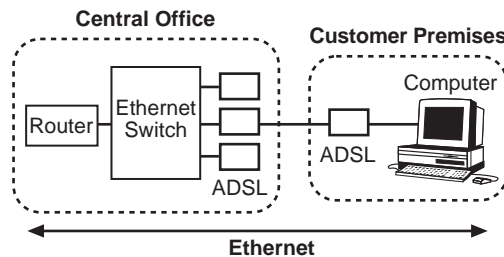 Central Office
Customer Premises
Router
Ethernet
Switch
ADSL
ADSL
Computer
Ethernet